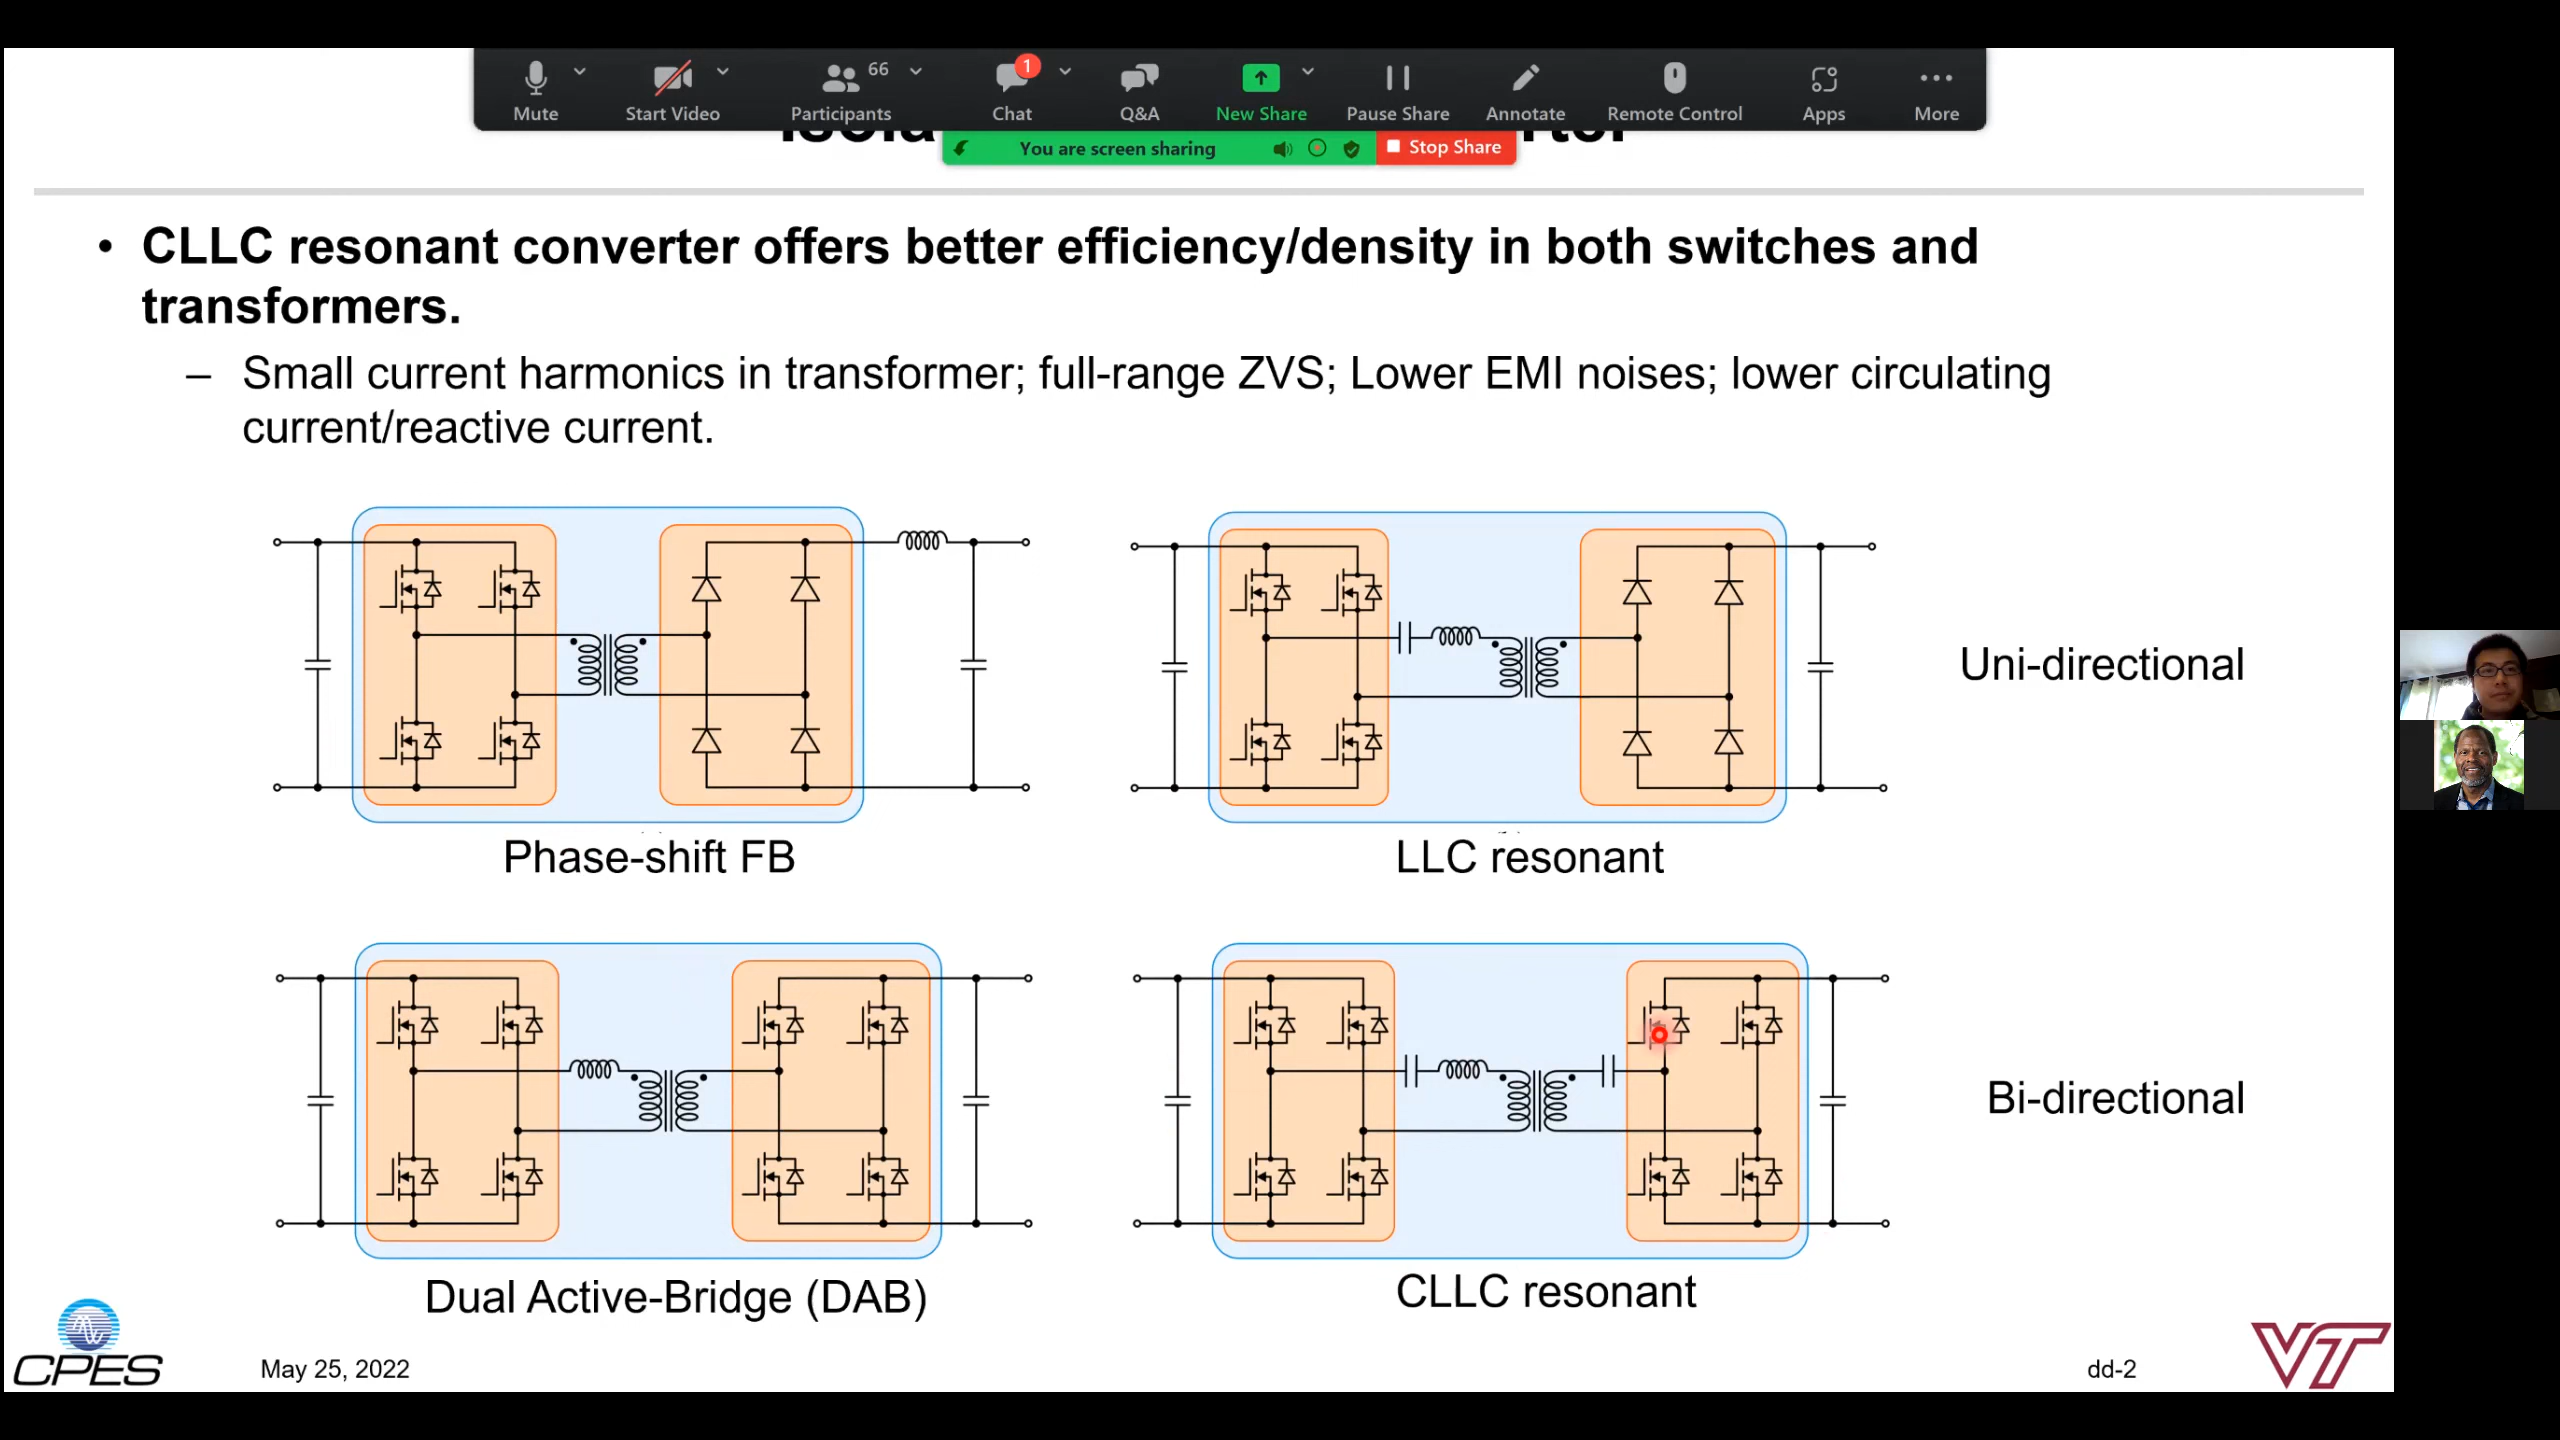 66
1
Mute
Start Video
Participants
Chat
Q&A
New Share
Pause Share
Annotate
Remote Control
Apps
More
You are screen sharing
Stop Share
• CLLC resonant converter offers better efficiency/density in both switches and
transformers.
– Small current harmonics in transformer; full-range ZVS; Lower EMI noises; lower circulating
current/reactive current.
Uni-directional
Phase-shift FB
LLC resonant
Bi-directional
Dual Active-Bridge (DAB)
CLLC resonant
CPES
May 25, 2022
dd-2
VT